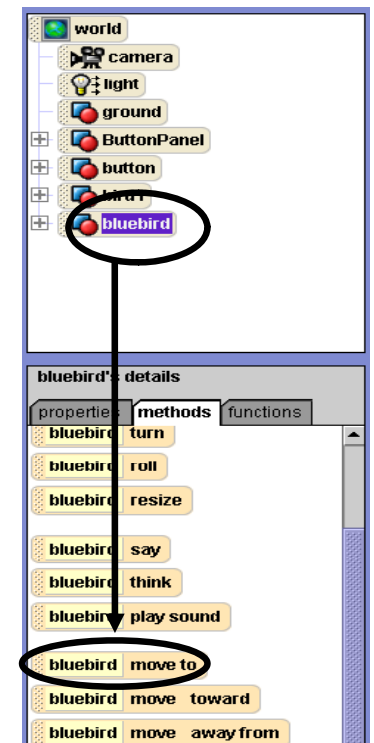 world
camera
light
ground
ButtonPanel
button
bird1
bluebird
bluebird's details
properties methods functions
bluebird turn
bluebird roll
bluebird resize
bluebird say
bluebird think
bluebird play sound
bluebird move to
bluebird move toward
bluebird move away from